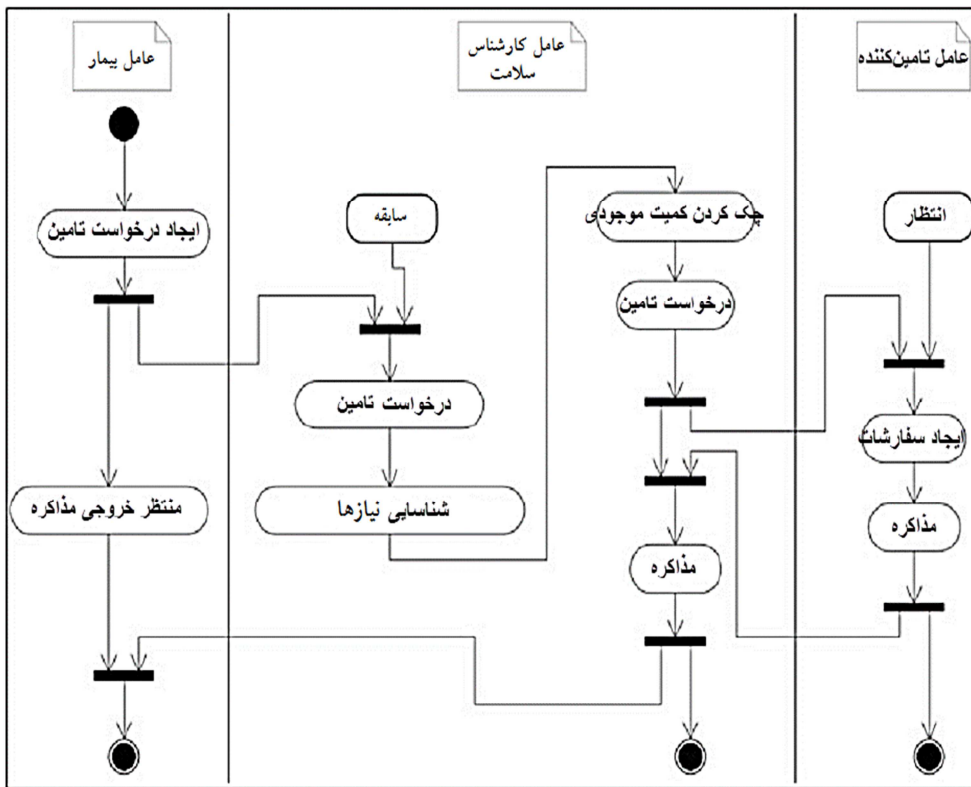 عامل بیمار
عامل کارشناس
سلامت
عامل تامین‌کننده
ایجاد درخواست تامین
سابقه
چک کردن کمیت موجودی
انتظار
درخواست تامین
درخواست تامین
ایجاد سفارشات
منتظر خروجی مذاکره
شناسایی نیازها
مذاکره
مذاکره